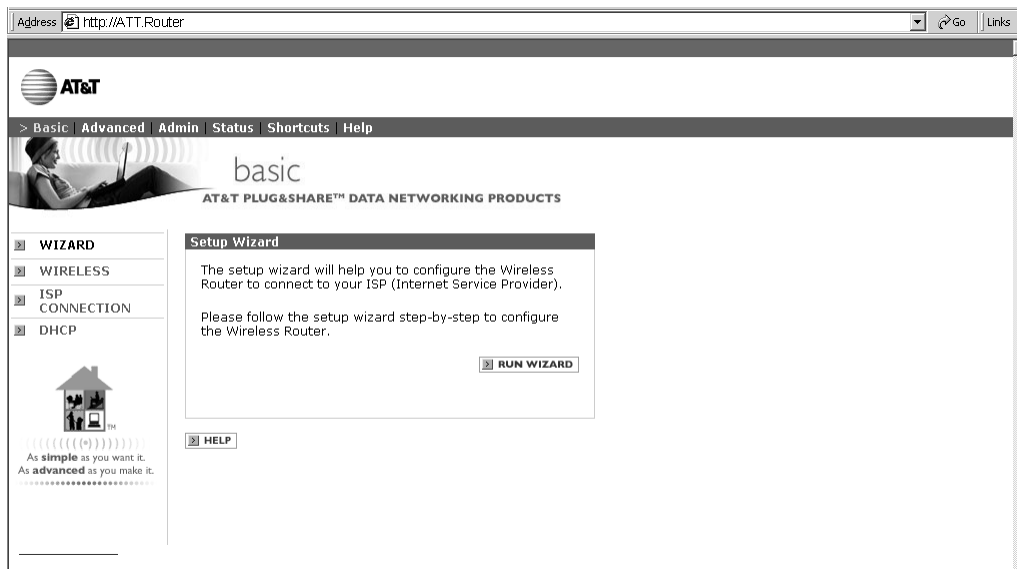 Address http://ATT.Router Go Links
AT&T
> Basic | Advanced | Admin | Status | Shortcuts | Help
basic
AT&T PLUG&SHARE™ DATA NETWORKING PRODUCTS
WIZARD
WIRELESS
ISP
CONNECTION
DHCP
TM
As simple as you want it.
As advanced as you make it.
Setup Wizard
The setup wizard will help you to configure the Wireless
Router to connect to your ISP (Internet Service Provider).
Please follow the setup wizard step-by-step to configure
the Wireless Router.
RUN WIZARD
HELP